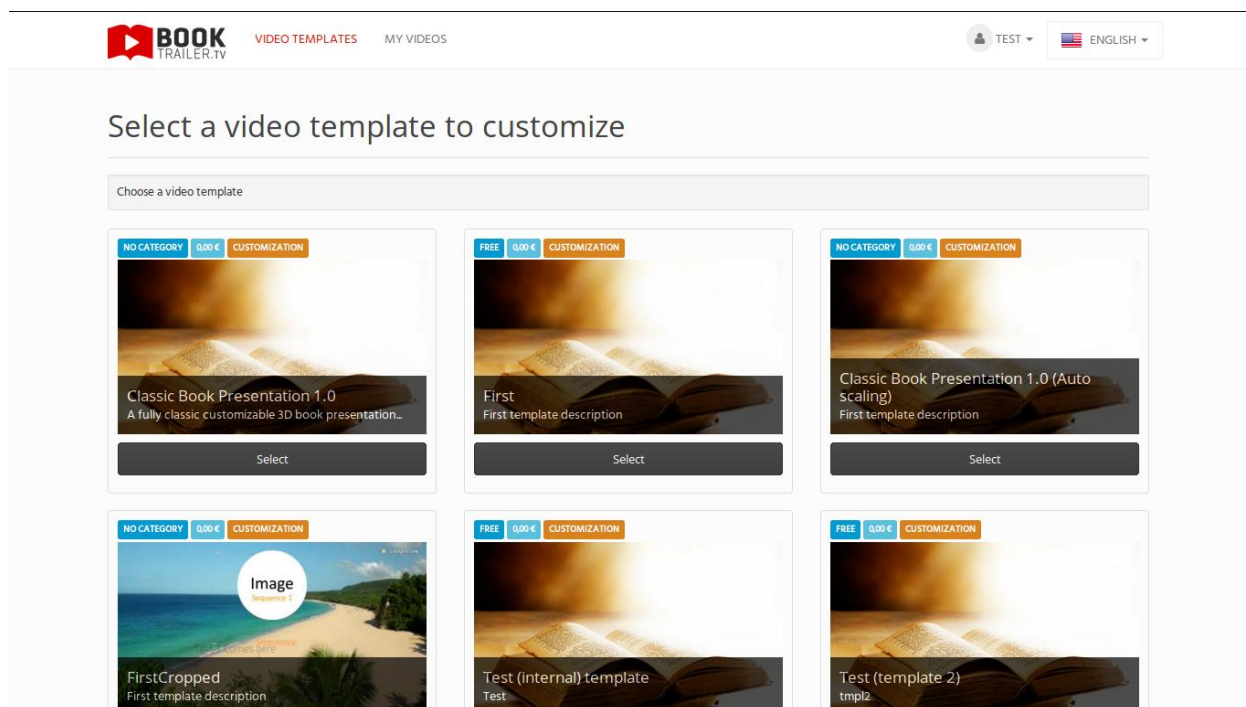 BOOK
TRAILER.TV
VIDEO TEMPLATES
MY VIDEOS
TEST
ENGLISH
Select a video template to customize
Choose a video template
NO CATEGORY 0,00 € CUSTOMIZATION
Classic Book Presentation 1.0
A fully classic customizable 3D book presentation...
Select
FREE 0,00 € CUSTOMIZATION
First
First template description
Select
NO CATEGORY 0,00 € CUSTOMIZATION
Classic Book Presentation 1.0 (Auto
scaling)
First template description
Select
NO CATEGORY 0,00 € CUSTOMIZATION
Image
Sequence 1
Sequence
comes here
FirstCropped
First template description
FREE 0,00 € CUSTOMIZATION
Test (internal) template
Test
FREE 0,00 € CUSTOMIZATION
Test (template 2)
tmpl2